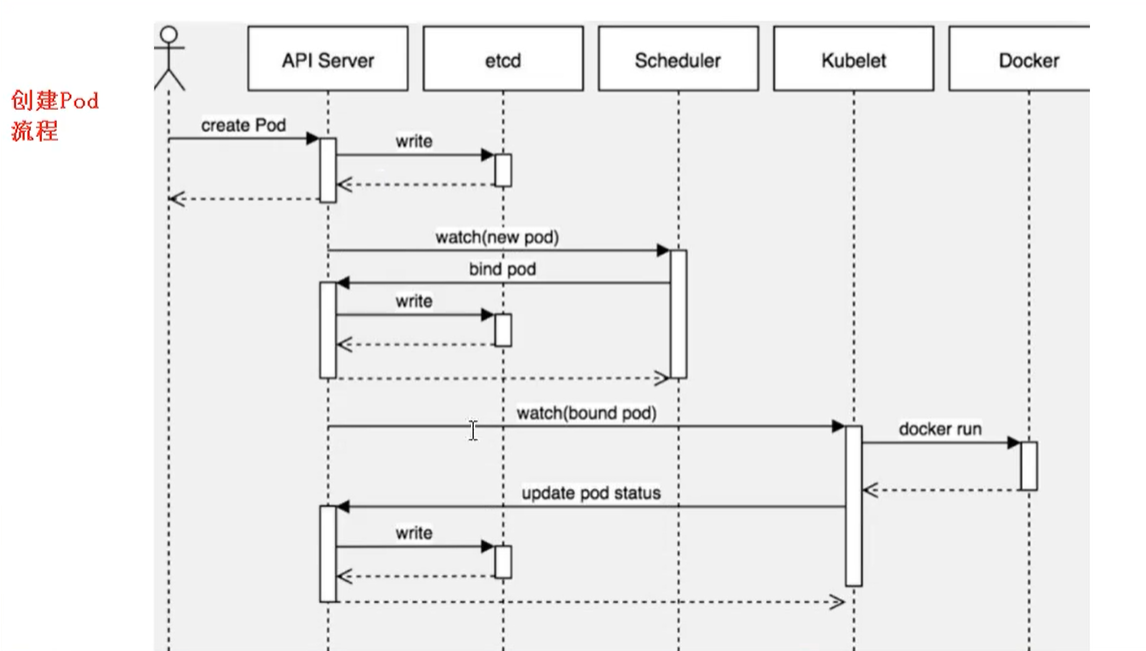 创建Pod
流程
API Server
etcd
Scheduler
Kubelet
Docker
create Pod
write
watch(new pod)
bind pod
write
watch(bound pod)
docker run
update pod status
write